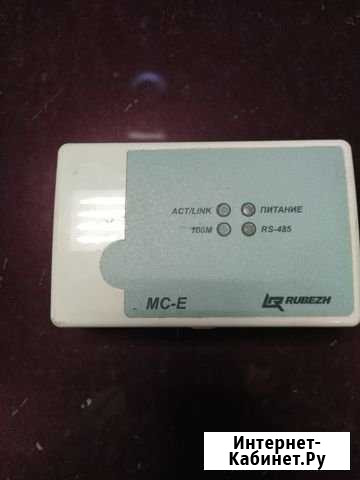 ACT/LINK ПИТАНИЕ
100M RS-485
MC-E RUBEZH
Интернет-
Кабинет.Ру